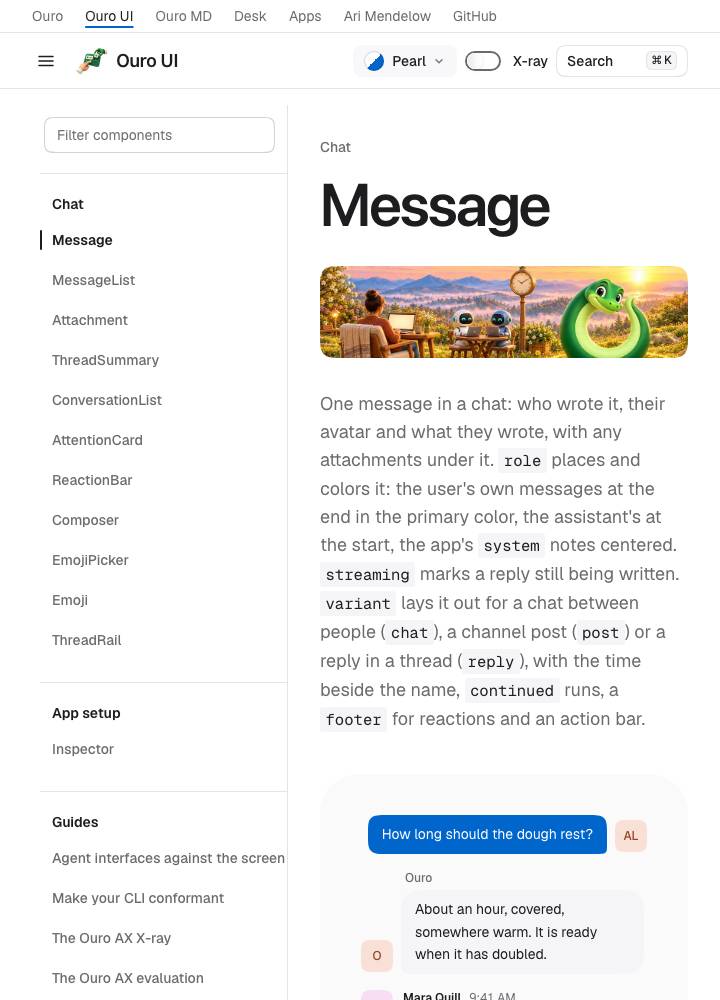 Ouro Ouro UI Ouro MD Desk Apps Ari Mendelow GitHub
Ouro UI Pearl X-ray Search ⌘ K
Filter components
Chat
Message
MessageList
Attachment
ThreadSummary
ConversationList
AttentionCard
ReactionBar
Composer
EmojiPicker
Emoji
ThreadRail
App setup
Inspector
Guides
Agent interfaces against the screen
Make your CLI conformant
The Ouro AX X-ray
The Ouro AX evaluation
Chat
Message
One message in a chat: who wrote it, their
avatar and what they wrote, with any
attachments under it. role places and
colors it: the user's own messages at the
end in the primary color, the assistant's at
the start, the app's system notes centered.
streaming marks a reply still being written.
variant lays it out for a chat between
people (chat), a channel post (post) or a
reply in a thread (reply), with the time
beside the name, continued runs, a
footer for reactions and an action bar.
How long should the dough rest? AL
Ouro
About an hour, covered,
somewhere warm. It is ready
when it has doubled.
O
Mara Quill 9:41 AM